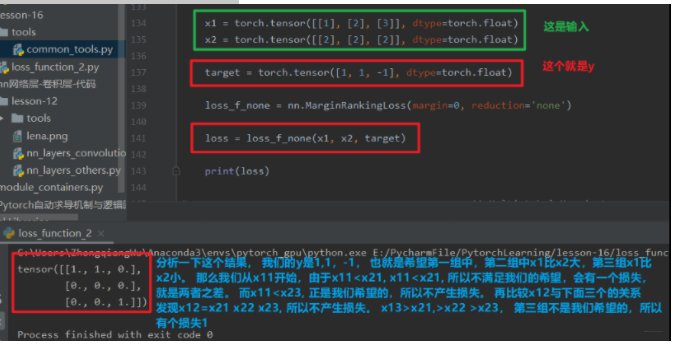 esson-16
tools
common_tools.py
loss_function_2.py
nn网络层-卷积层-代码
lesson-12
tools
lena.png
nn_layers_convolutio
nn_layers_others.py
module_containers.py
Pytorch自动求导机制与逻辑
133
134 x1 = torch.tensor([[1], [2], [3]], dtype=torch.float)
135 x2 = torch.tensor([[2], [2], [2]], dtype=torch.float)
这是输入
136
137 target = torch.tensor([1, 1, -1], dtype=torch.float)
这个就是y
138
139 loss_f_none = nn.MarginRankingLoss(margin=0, reduction='none')
140
141 loss = loss_f_none(x1, x2, target)
142
143 print(loss)
144
loss_function_2 ×
G:\Users\ZhongqiangWu\Anaconda3\envs\pytorch_gpu\python.exe E:/PycharmFile/PyTorchLearning/lesson-16/loss_func
tensor([[1., 1., 0.],
[0., 0., 0.],
[0., 0., 1.]])
分析一下这个结果, 我们的y是1,1, -1, 也就是希望第一组中, 第二组中x1比x2大, 第三组x1比
x2小。 那么我们从x11开始, 由于x11<x21, x11<x21, 所以不满足我们的希望, 会有一个损失,
就是两者之差。 而x11<x23, 正是我们希望的, 所以不产生损失。 再比较x12与下面三个的关系
发现x12=x21 x22 x23, 所以不产生损失。 x13>x21,>x22 >x23, 第三组不是我们希望的, 所以
有个损失1
Process finished with exit code 0